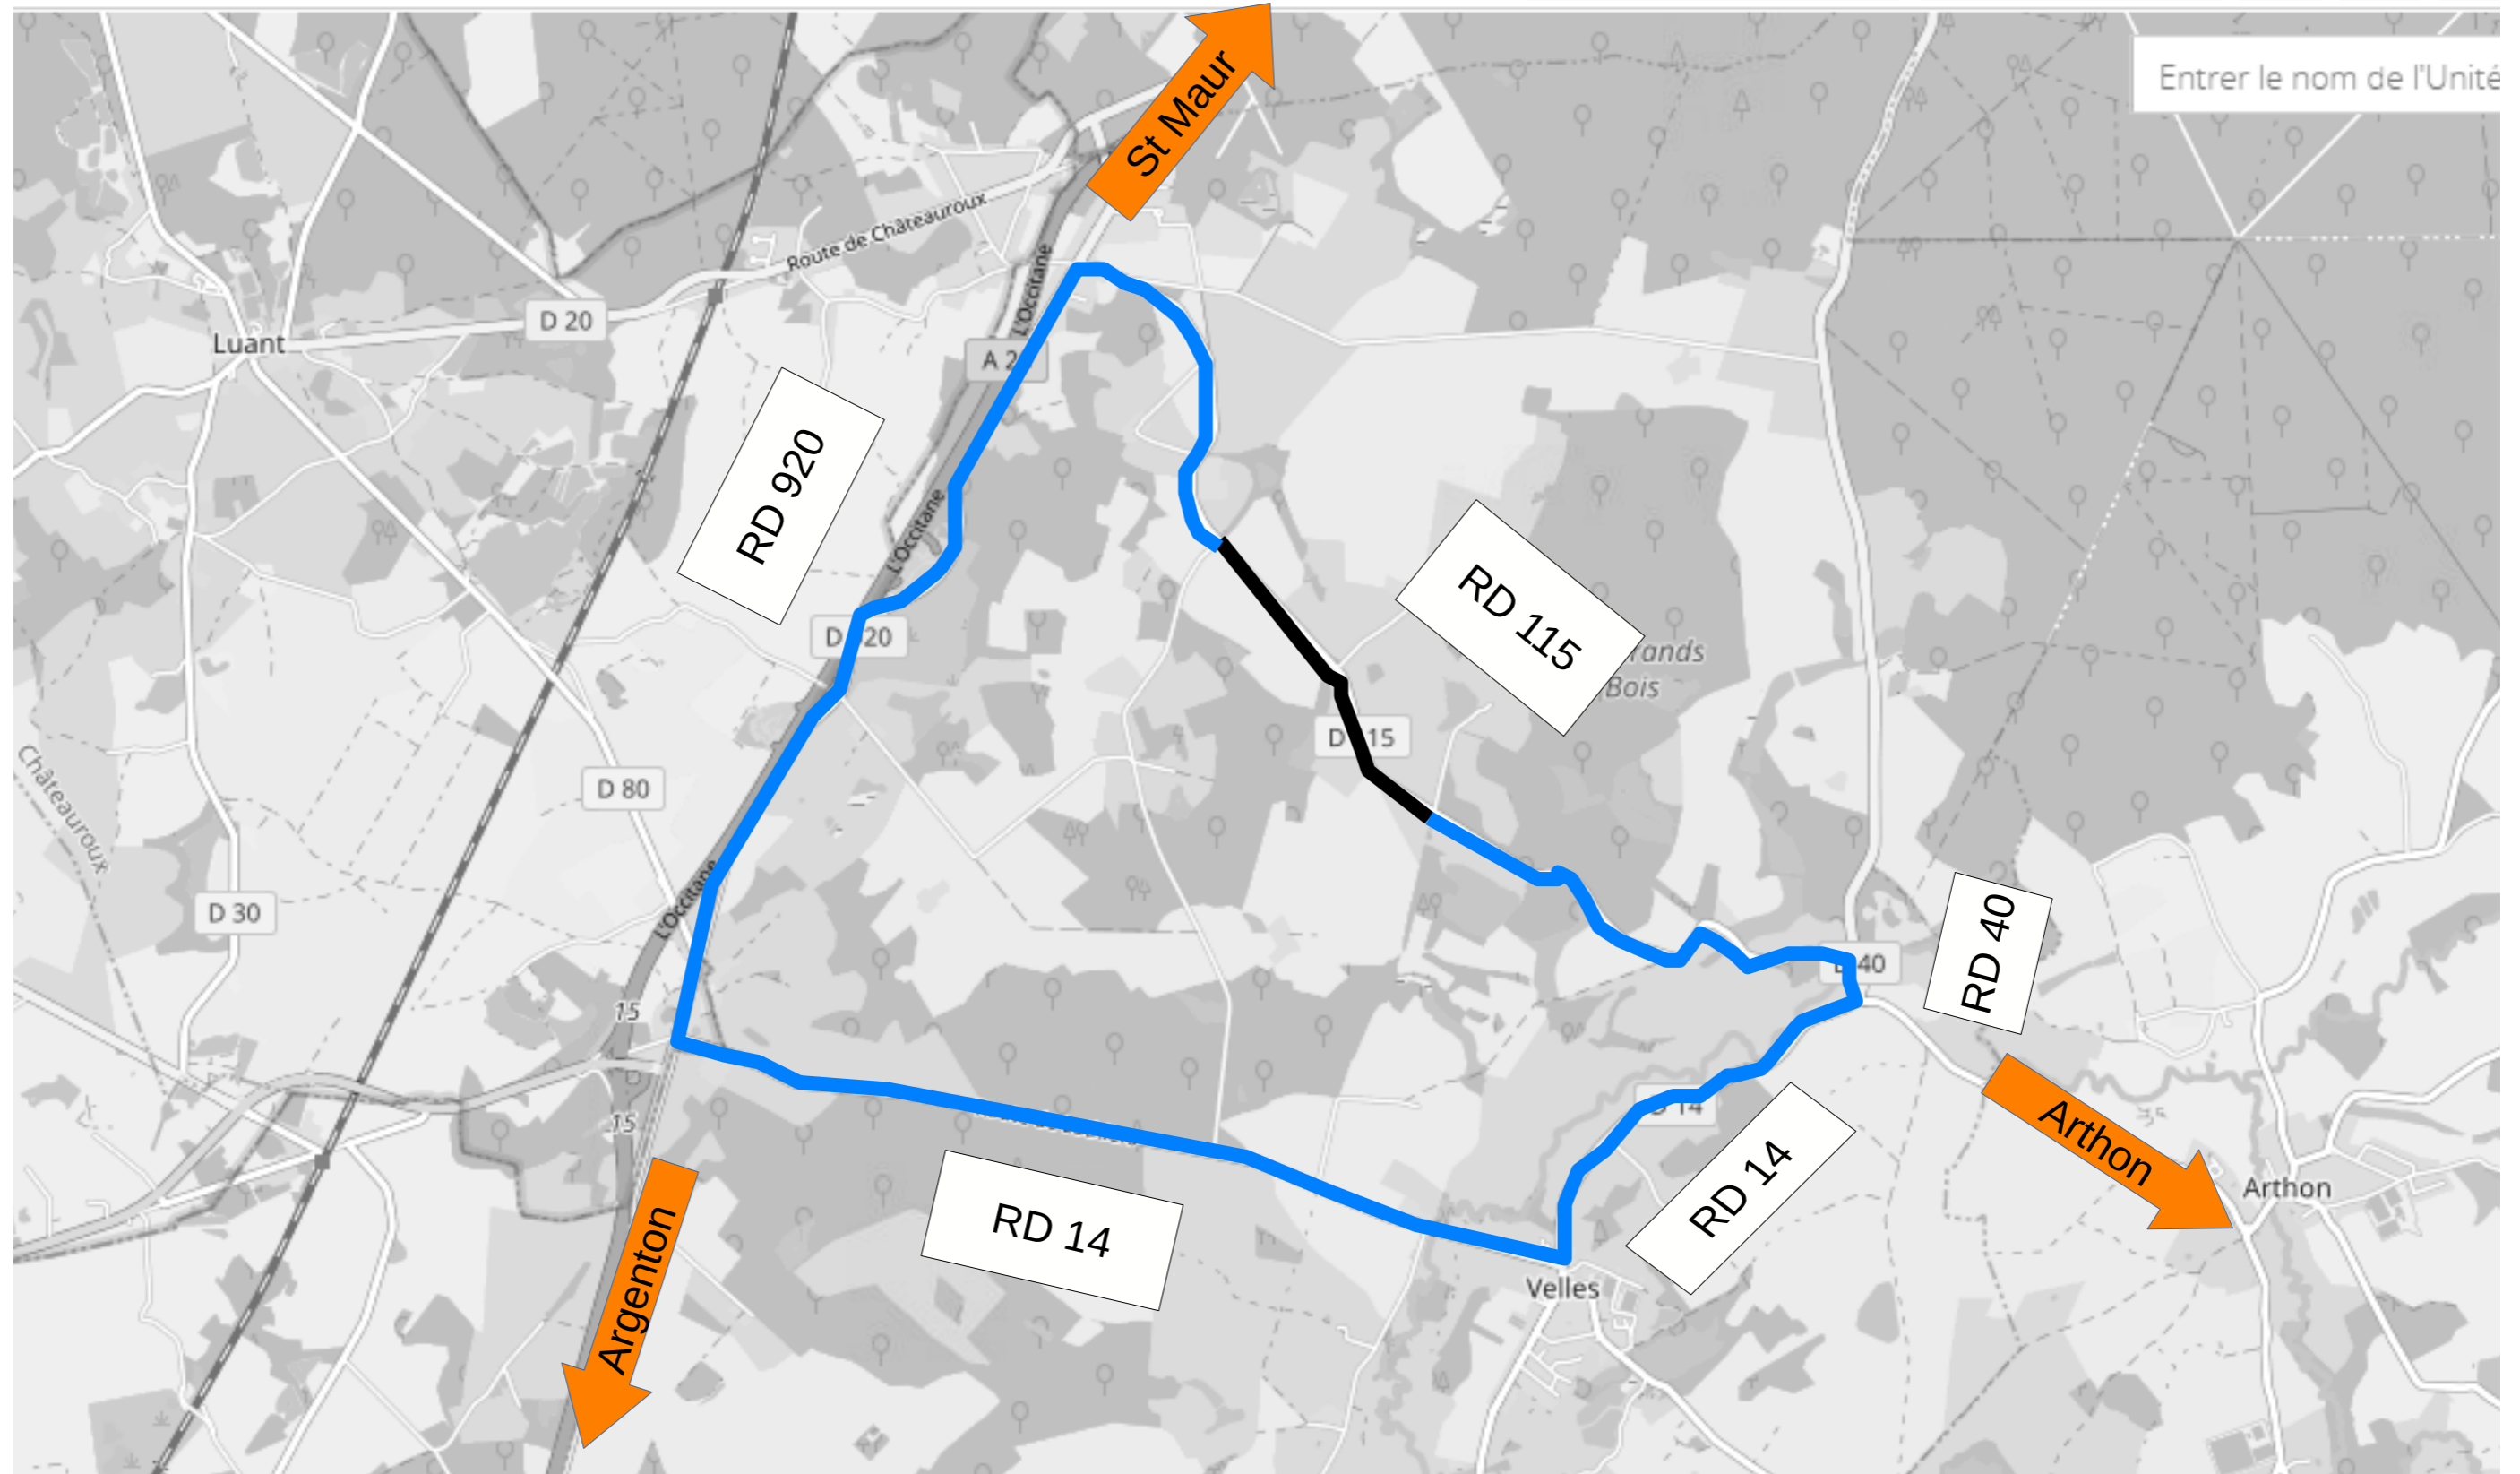 Entrer le nom de l'Unité
St Maur
Route de Châteauroux
L'Occitane
D 20
Luant
A 2
RD 920
L'Occitane
RD 115
D 20
rands
Bois
D 15
Châteauroux
D 80
L'Occitane
D 30
RD 40
40
15
15
RD 14
Arthon
RD 14
Arthon
Argenton
Velles